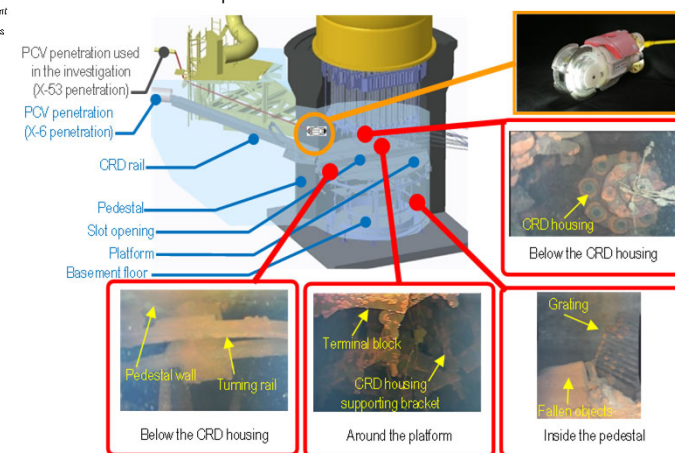 PCV penetration used
in the investigation
(X-53 penetration)
PCV penetration
(X-6 penetration)
CRD rail
Pedestal
Slot opening
Platform
Basement floor
CRD housing
Below the CRD housing
Pedestal wall
Turning rail
Below the CRD housing
Terminal block
CRD housing
supporting bracket
Around the platform
Grating
Fallen objects
Inside the pedestal